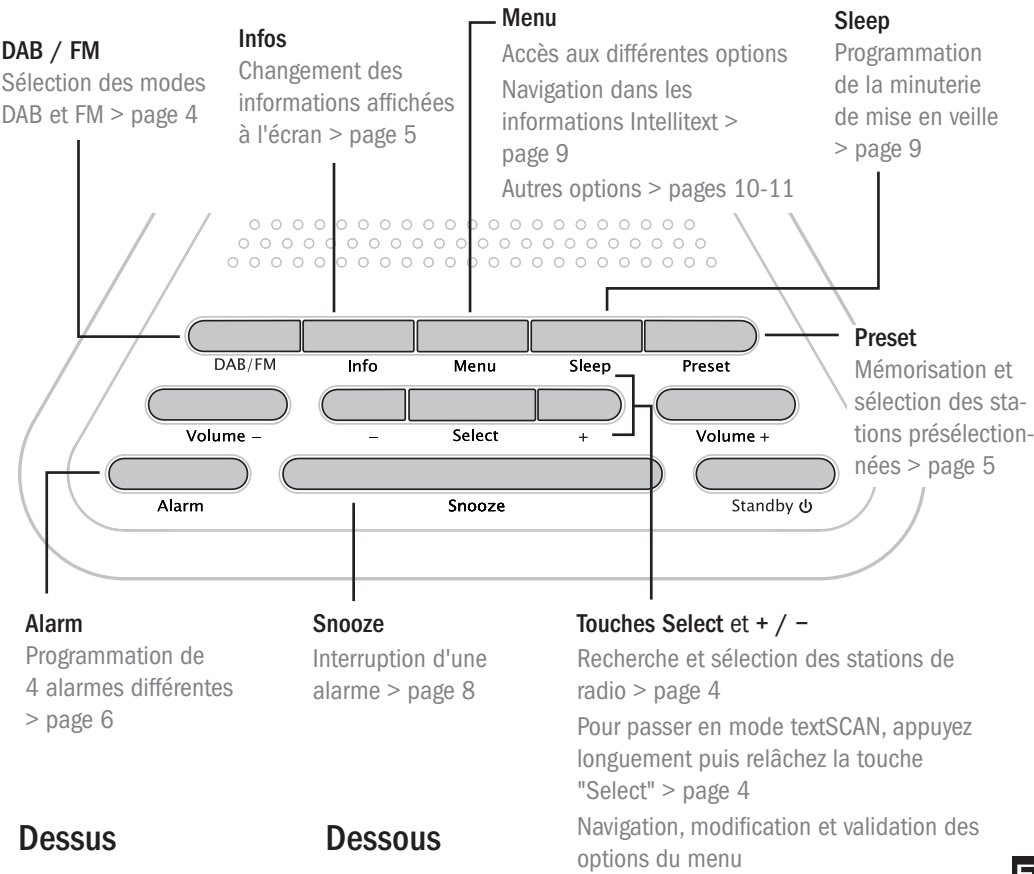 DAB / FM
Sélection des modes
DAB et FM > page 4
Infos
Changement des
informations affichées
à l'écran > page 5
Menu
Accès aux différentes options
Navigation dans les
informations Intellitext >
page 9
Autres options > pages 10-11
Sleep
Programmation
de la minuterie
de mise en veille
> page 9
DAB/FM
Info
Menu
Sleep
Preset
Preset
Mémorisation et
sélection des sta-
tions présélection-
nées > page 5
Volume −
−
Select
+
Volume +
Alarm
Snooze
Standby
Alarm
Programmation de
4 alarmes différentes
> page 6
Snooze
Interruption d'une
alarme > page 8
Touches Select et + / −
Recherche et sélection des stations de
radio > page 4
Pour passer en mode textSCAN, appuyez
longuement puis relâchez la touche
"Select" > page 4
Navigation, modification et validation des
options du menu
Dessus
Dessous